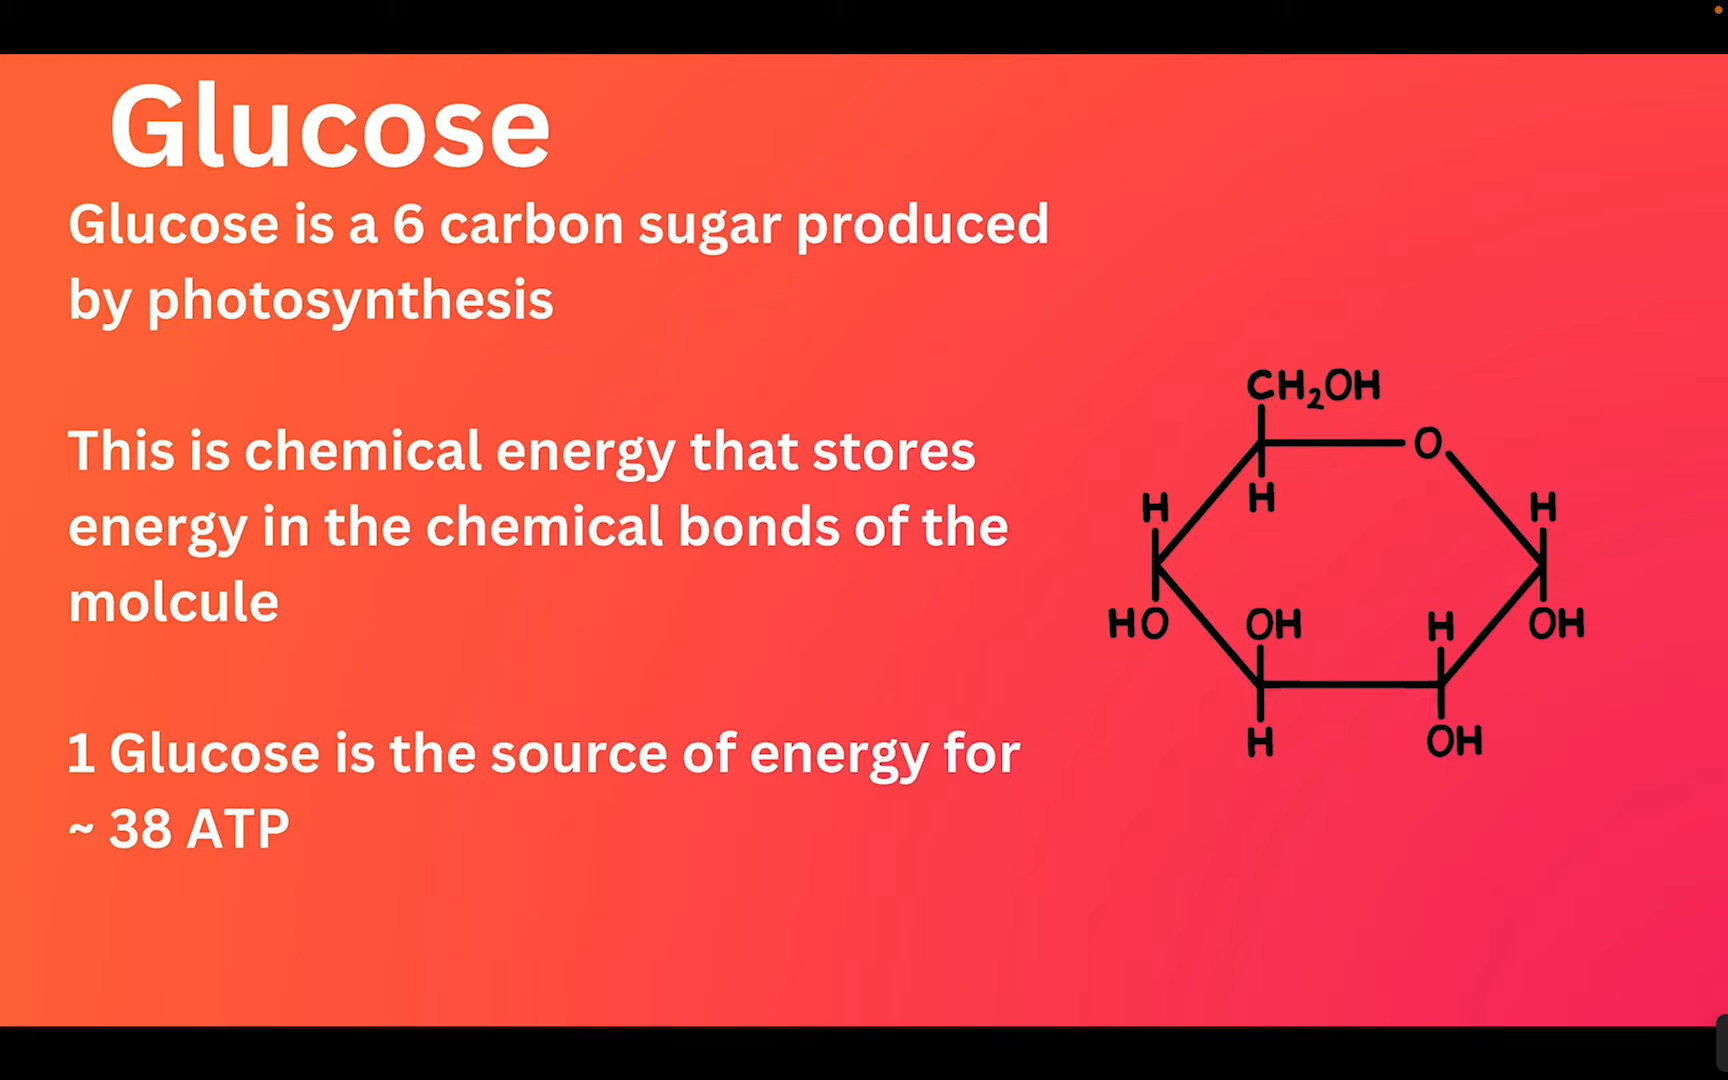 Glucose
Glucose is a 6 carbon sugar produced
by photosynthesis
This is chemical energy that stores
energy in the chemical bonds of the
molcule
1 Glucose is the source of energy for
~ 38 ATP
CH₂OH
O
H
H
H
HO
OH
H
OH
H
OH